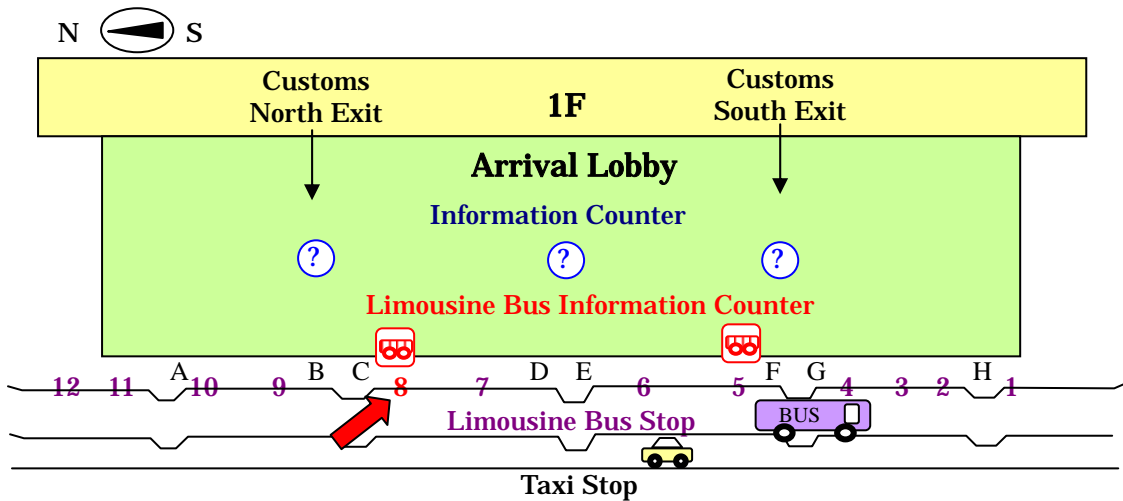 N S
Customs
North Exit
1F
Customs
South Exit
Arrival Lobby
Information Counter
? ? ?
Limousine Bus Information Counter
A B C D E F G H
12 11 10 9 8 7 6 5 4 3 2 1
Limousine Bus Stop
BUS
Taxi Stop